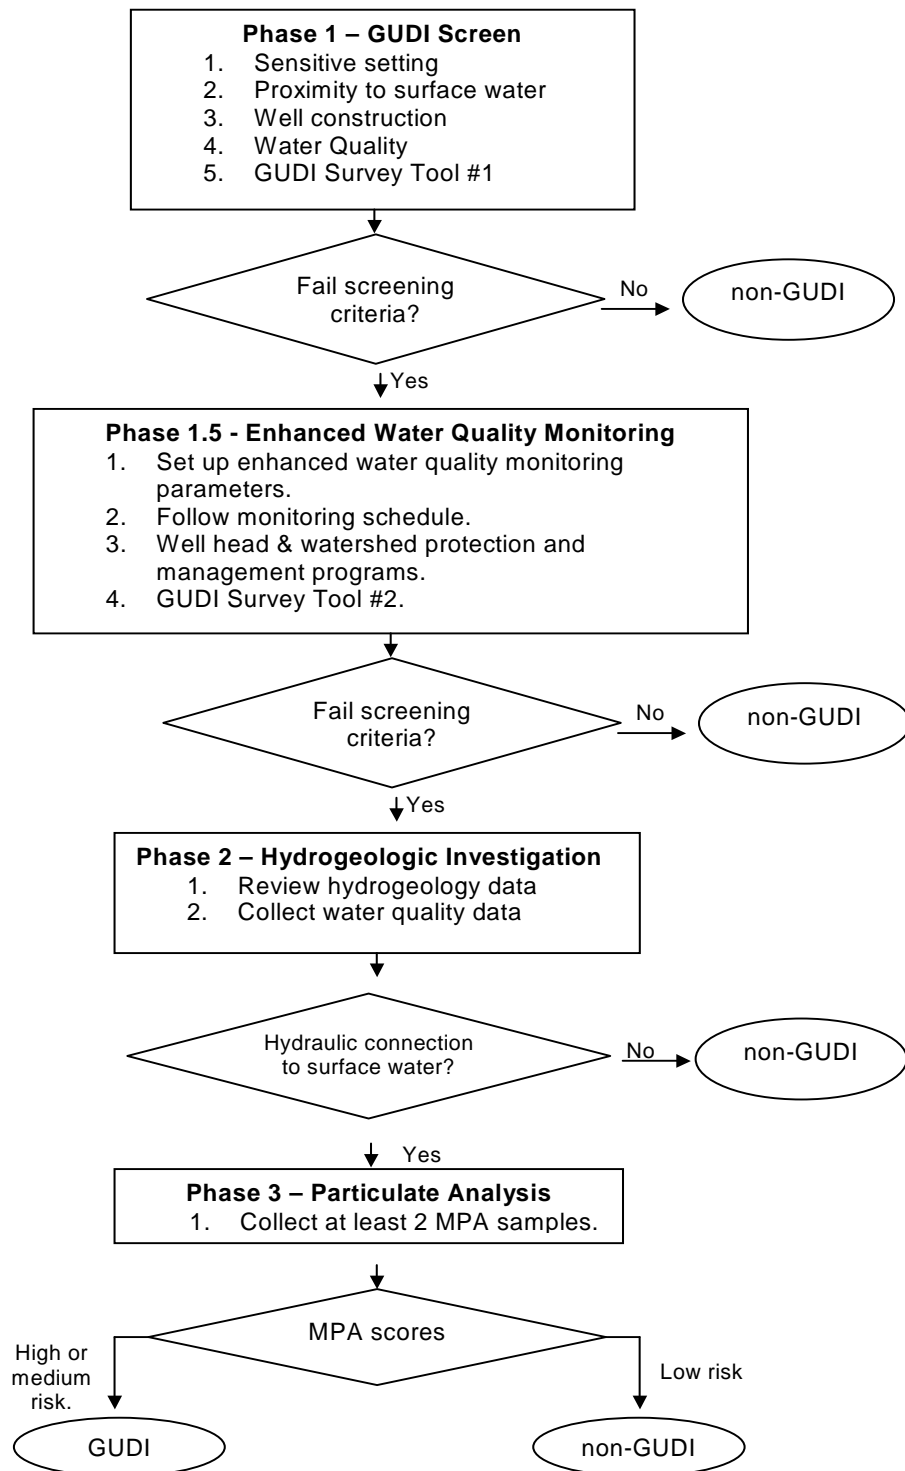 Phase 1 – GUDI Screen
1. Sensitive setting
2. Proximity to surface water
3. Well construction
4. Water Quality
5. GUDI Survey Tool #1
Fail screening
criteria?
No
non-GUDI
Yes
Phase 1.5 - Enhanced Water Quality Monitoring
1. Set up enhanced water quality monitoring
parameters.
2. Follow monitoring schedule.
3. Well head & watershed protection and
management programs.
4. GUDI Survey Tool #2.
Fail screening
criteria?
No
non-GUDI
Yes
Phase 2 – Hydrogeologic Investigation
1. Review hydrogeology data
2. Collect water quality data
Hydraulic connection
to surface water?
No
non-GUDI
Yes
Phase 3 – Particulate Analysis
1. Collect at least 2 MPA samples.
MPA scores
High or
medium
risk.
Low risk
GUDI
non-GUDI